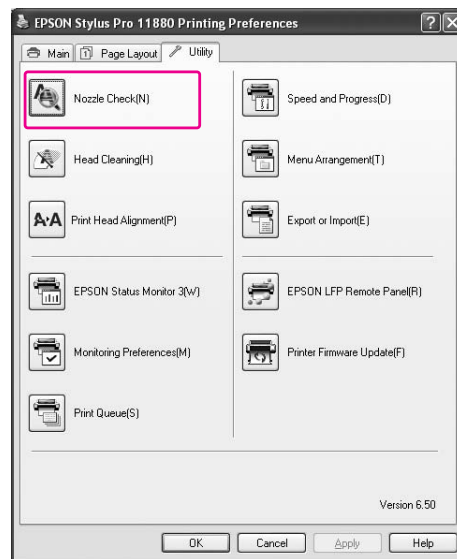 EPSON Stylus Pro 11880 Printing Preferences
Main
Page Layout
Utility
Nozzle Check(N)
Speed and Progress(D)
Head Cleaning(H)
Menu Arrangement(T)
Print Head Alignment(P)
Export or Import(E)
EPSON Status Monitor 3(W)
EPSON LFP Remote Panel(R)
Monitoring Preferences(M)
Printer Firmware Update(F)
Print Queue(S)
Version 6.50
OK Cancel Apply Help